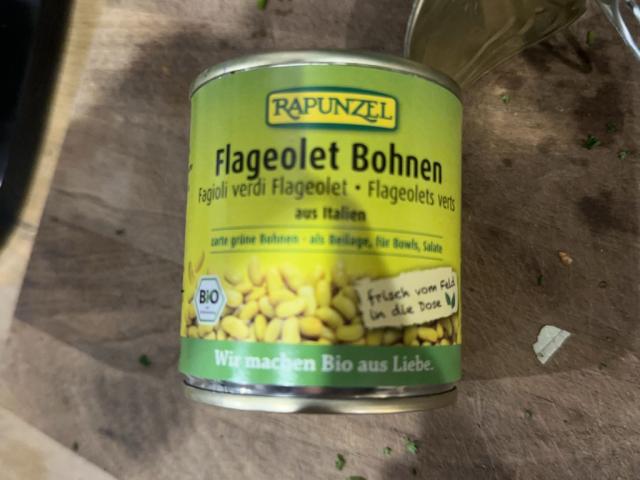 RAPUNZEL
Flageolet Bohnen
Fagioli verdi Flageolet • Flageolets verts
aus Italien
zarte grüne Bohnen · als Beilage, für Bowls, Salate
BIO
frisch vom Feld
in die Dose
Wir machen Bio aus Liebe.